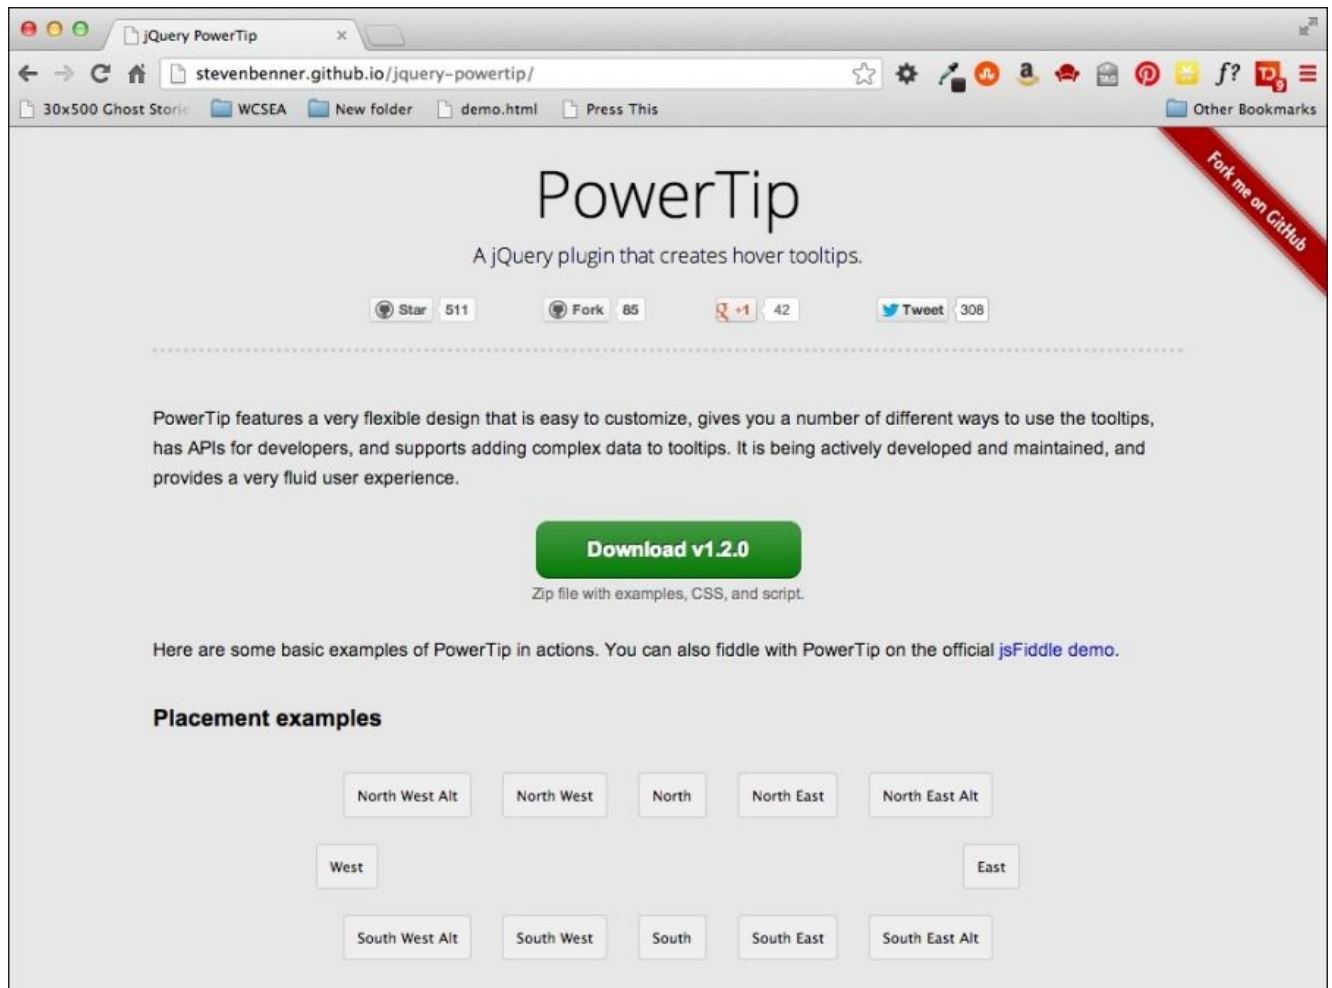 jQuery PowerTip
stevenbenner.github.io/jquery-powertip/
TAG
f?
9
30x500 Ghost Storie
WCSEA
New folder
demo.html
Press This
Other Bookmarks
Fork me on GitHub
PowerTip
A jQuery plugin that creates hover tooltips.
Star 511 Fork 85 +1 42 Tweet 308
PowerTip features a very flexible design that is easy to customize, gives you a number of different ways to use the tooltips,
has APIs for developers, and supports adding complex data to tooltips. It is being actively developed and maintained, and
provides a very fluid user experience.
Download v1.2.0
Zip file with examples, CSS, and script.
Here are some basic examples of PowerTip in actions. You can also fiddle with PowerTip on the official jsFiddle demo.
Placement examples
North West Alt North West North North East North East Alt
West East
South West Alt South West South South East South East Alt